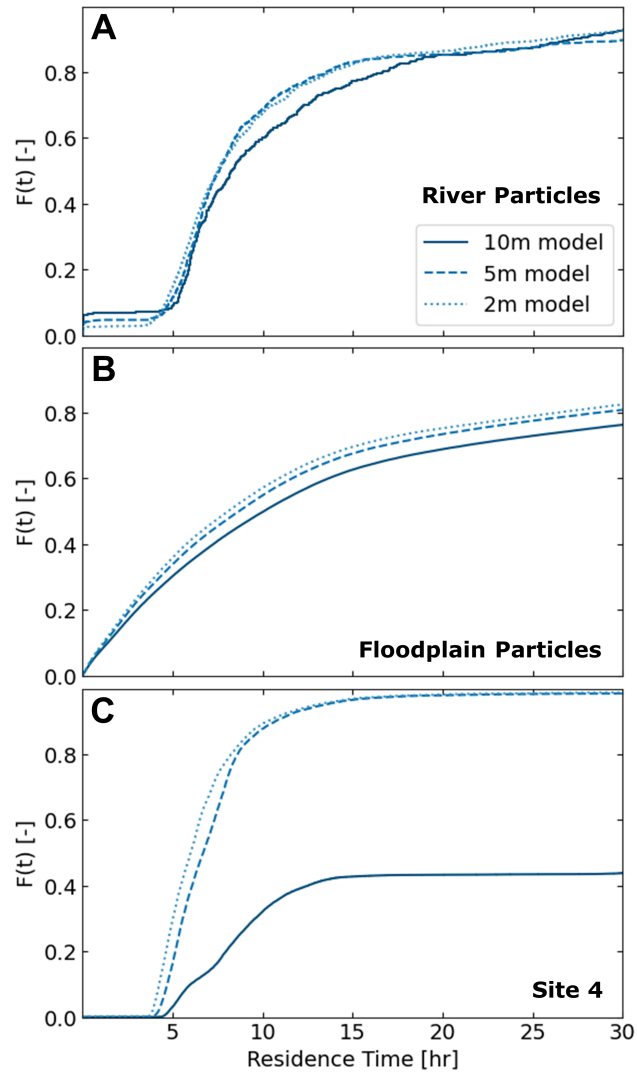 A
0.8
0.6
0.4
0.2
0.0
F(t) [-]
River Particles
10m model
5m model
2m model
B
0.8
0.6
0.4
0.2
0.0
F(t) [-]
Floodplain Particles
C
0.8
0.6
0.4
0.2
0.0
F(t) [-]
Site 4
5 10 15 20 25 30
Residence Time [hr]